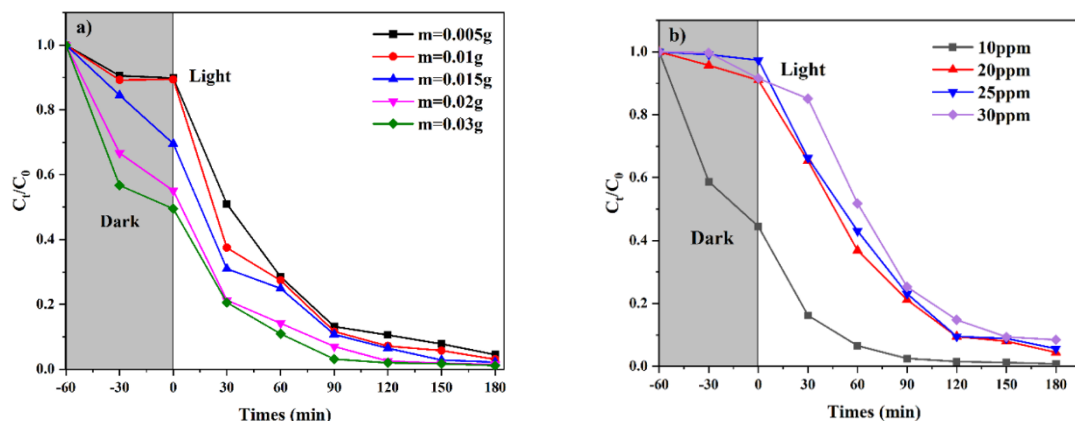 a)
m=0.005g
m=0.01g
m=0.015g
m=0.02g
m=0.03g
Light
Dark
Cₜ/C₀
1.0
0.8
0.6
0.4
0.2
0.0
-60 -30 0 30 60 90 120 150 180
Times (min)
b)
10ppm
20ppm
25ppm
30ppm
Light
Dark
Cₜ/C₀
1.0
0.8
0.6
0.4
0.2
0.0
-60 -30 0 30 60 90 120 150 180
Times (min)